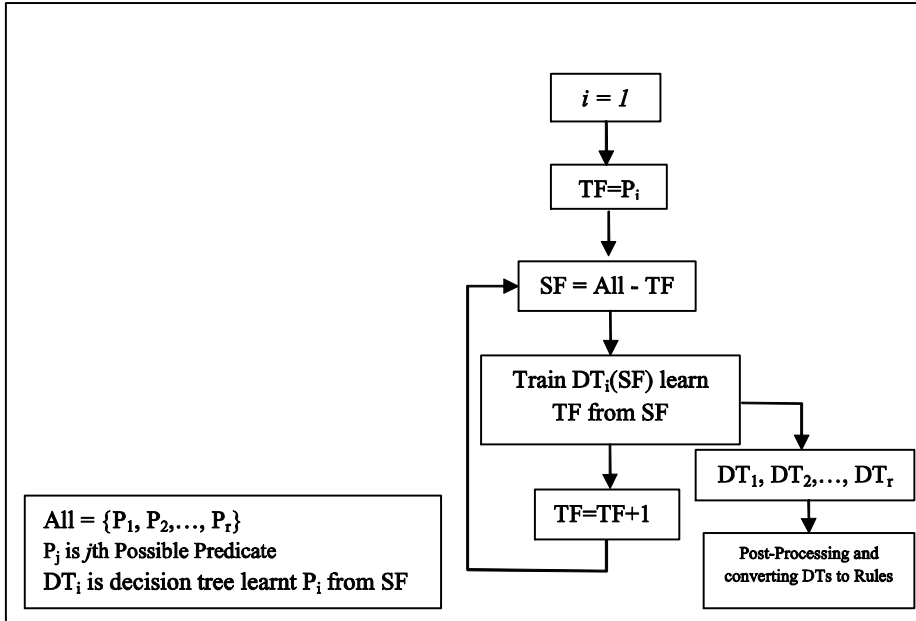 i = 1
TF=Pᵢ
SF = All - TF
Train DTᵢ(SF) learn
TF from SF
DT₁, DT₂,…, DTᵣ
TF=TF+1
Post-Processing and
converting DTs to Rules
All = {P₁, P₂,…, Pᵣ}
Pⱼ is jth Possible Predicate
DTᵢ is decision tree learnt Pᵢ from SF